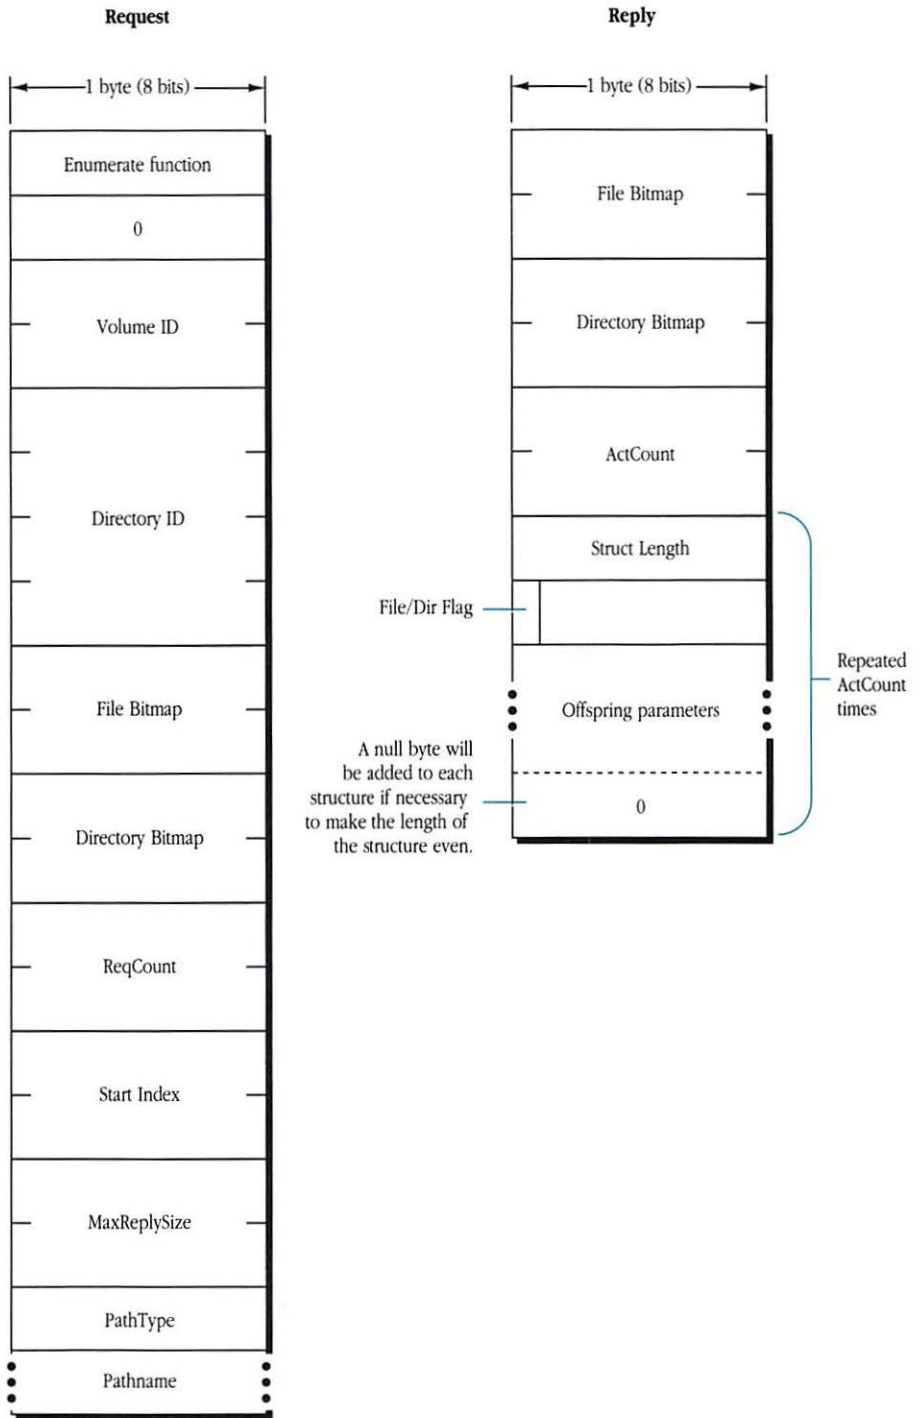 Request
1 byte (8 bits)
Enumerate function
0
Volume ID
Directory ID
File Bitmap
Directory Bitmap
ReqCount
Start Index
MaxReplySize
PathType
Pathname
Reply
1 byte (8 bits)
File Bitmap
Directory Bitmap
ActCount
Struct Length
File/Dir Flag
Offspring parameters
A null byte will
be added to each
structure if necessary
to make the length of
the structure even.
0
Repeated
ActCount
times